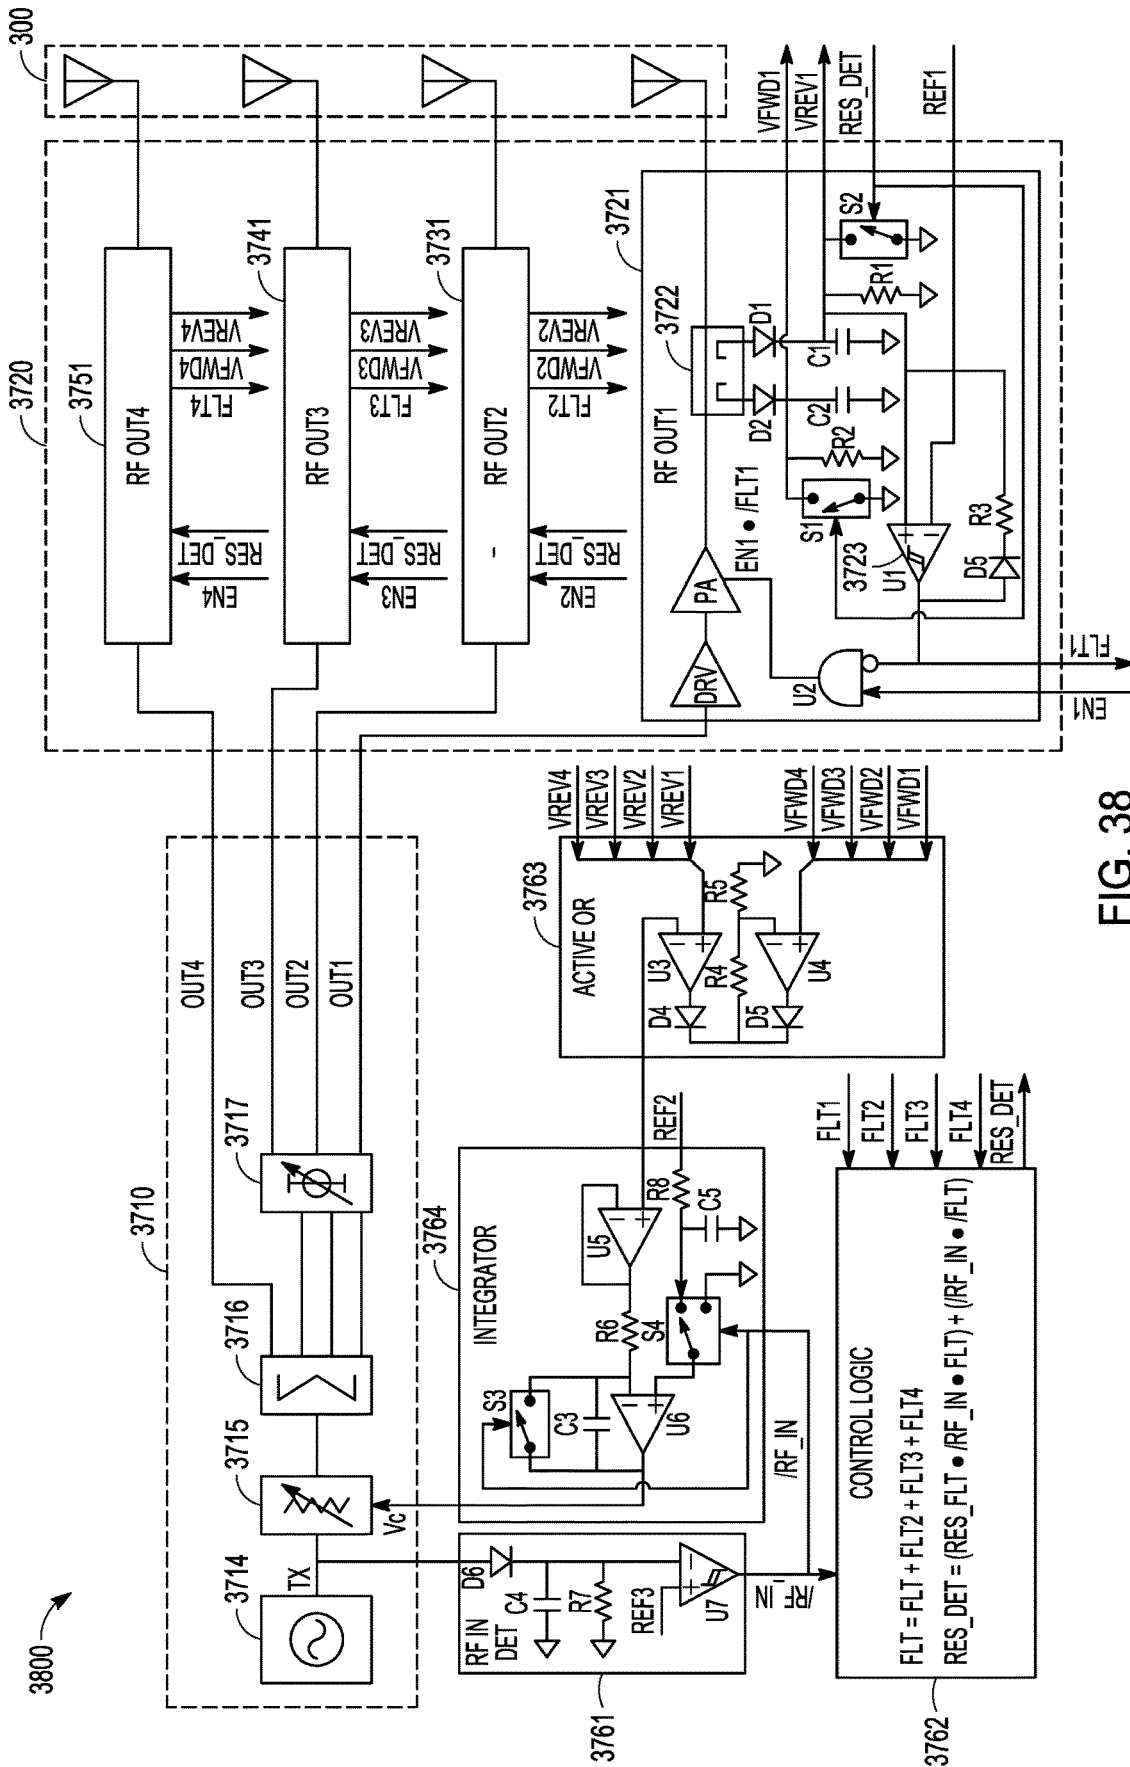 3800
3710
3714
TX
3715
3716
3717
OUT4
OUT3
OUT2
OUT1
Vc
3720
300
3751
RF OUT4
EN4
RES_DET
FLT4
VFWD4
VREV4
3741
RF OUT3
EN3
RES_DET
FLT3
VFWD3
VREV3
3731
RF OUT2
-
EN2
RES_DET
FLT2
VFWD2
VREV2
3721
RF OUT1
3722
DRV
PA
EN1 • /FLT1
D2
D1
R2
C2
C1
R1
S1
S2
3723
U1
+
−
U2
D5
R3
VFWD1
VREV1
RES_DET
REF1
EN1
FLT1
3761
RF IN
DET
D6
C4
R7
REF3
+
−
U7
/RF_IN
3764
INTEGRATOR
S3
C3
R6
U5
−
+
U6
−
+
S4
R8
C5
REF2
/RF_IN
3763
ACTIVE OR
D4
U3
−
+
R4
R5
D5
U4
−
+
VREV4
VREV3
VREV2
VREV1
VFWD4
VFWD3
VFWD2
VFWD1
3762
CONTROL LOGIC
FLT = FLT + FLT2 + FLT3 + FLT4
RES_DET = (RES_FLT • /RF_IN • FLT) + (/RF_IN • /FLT)
FLT1
FLT2
FLT3
FLT4
RES_DET
FIG. 38